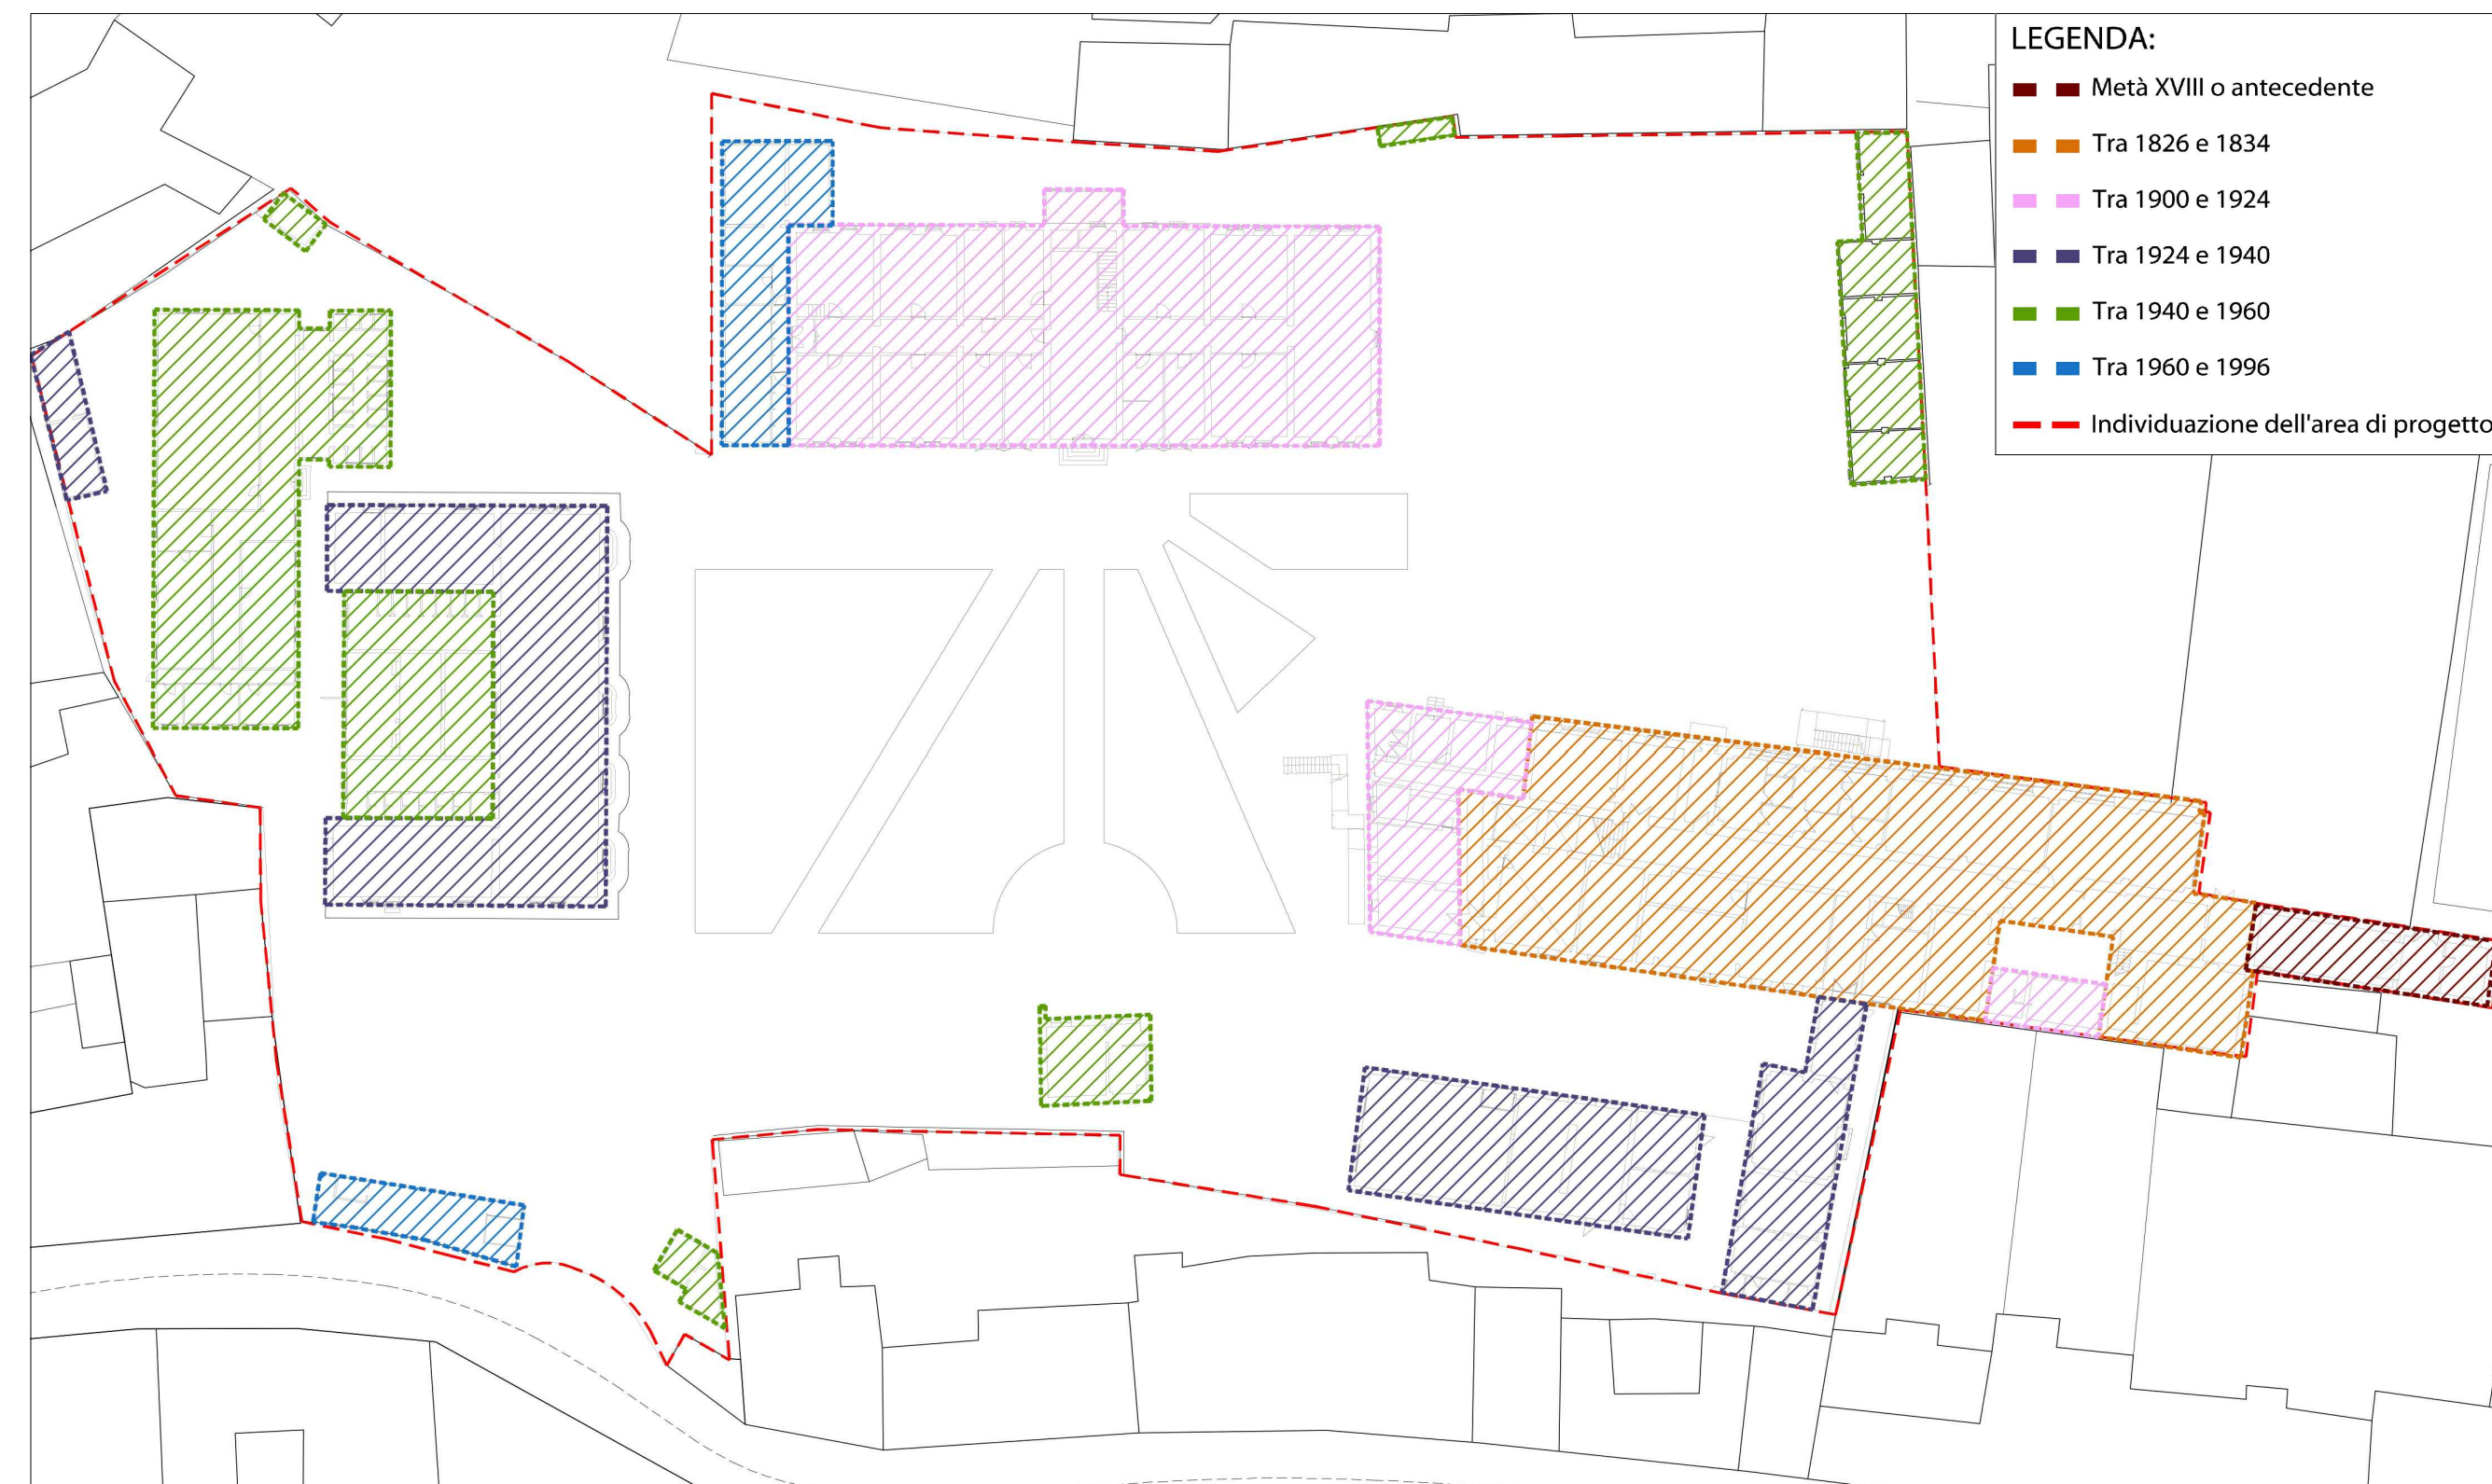 LEGENDA:
Metà XVIII o antecedente
Tra 1826 e 1834
Tra 1900 e 1924
Tra 1924 e 1940
Tra 1940 e 1960
Tra 1960 e 1996
Individuazione dell'area di progetto